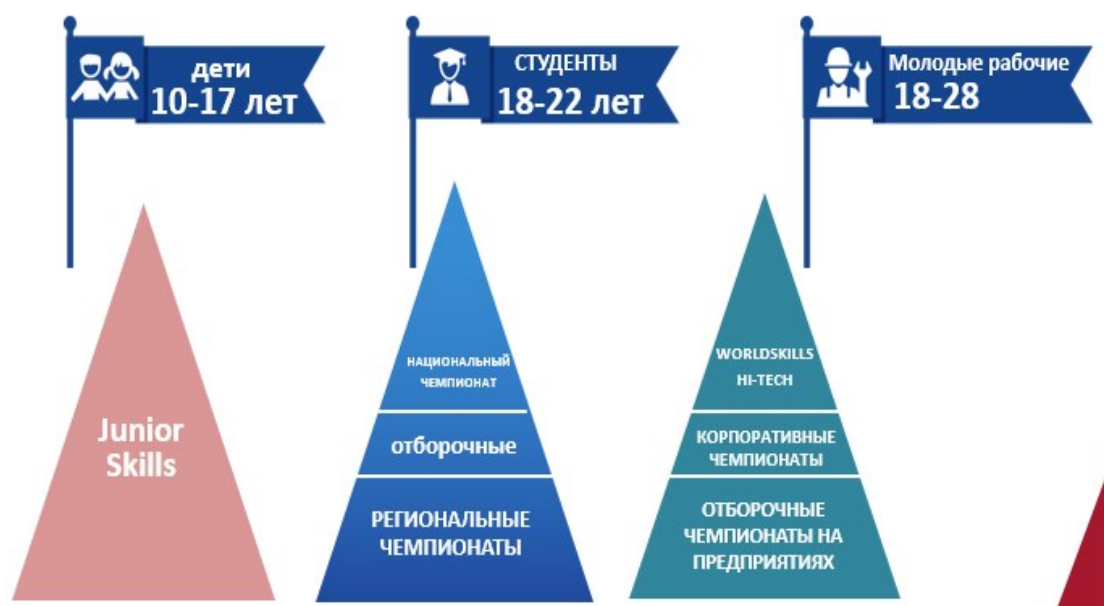 дети
10-17 лет
СТУДЕНТЫ
18-22 лет
Молодые рабочие
18-28
Junior
Skills
НАЦИОНАЛЬНЫЙ
ЧЕМПИОНАТ
отборочные
РЕГИОНАЛЬНЫЕ
ЧЕМПИОНАТЫ
WORLDSKILLS
HI-TECH
КОРПОРАТИВНЫЕ
ЧЕМПИОНАТЫ
ОТБОРОЧНЫЕ
ЧЕМПИОНАТЫ НА
ПРЕДПРИЯТИЯХ